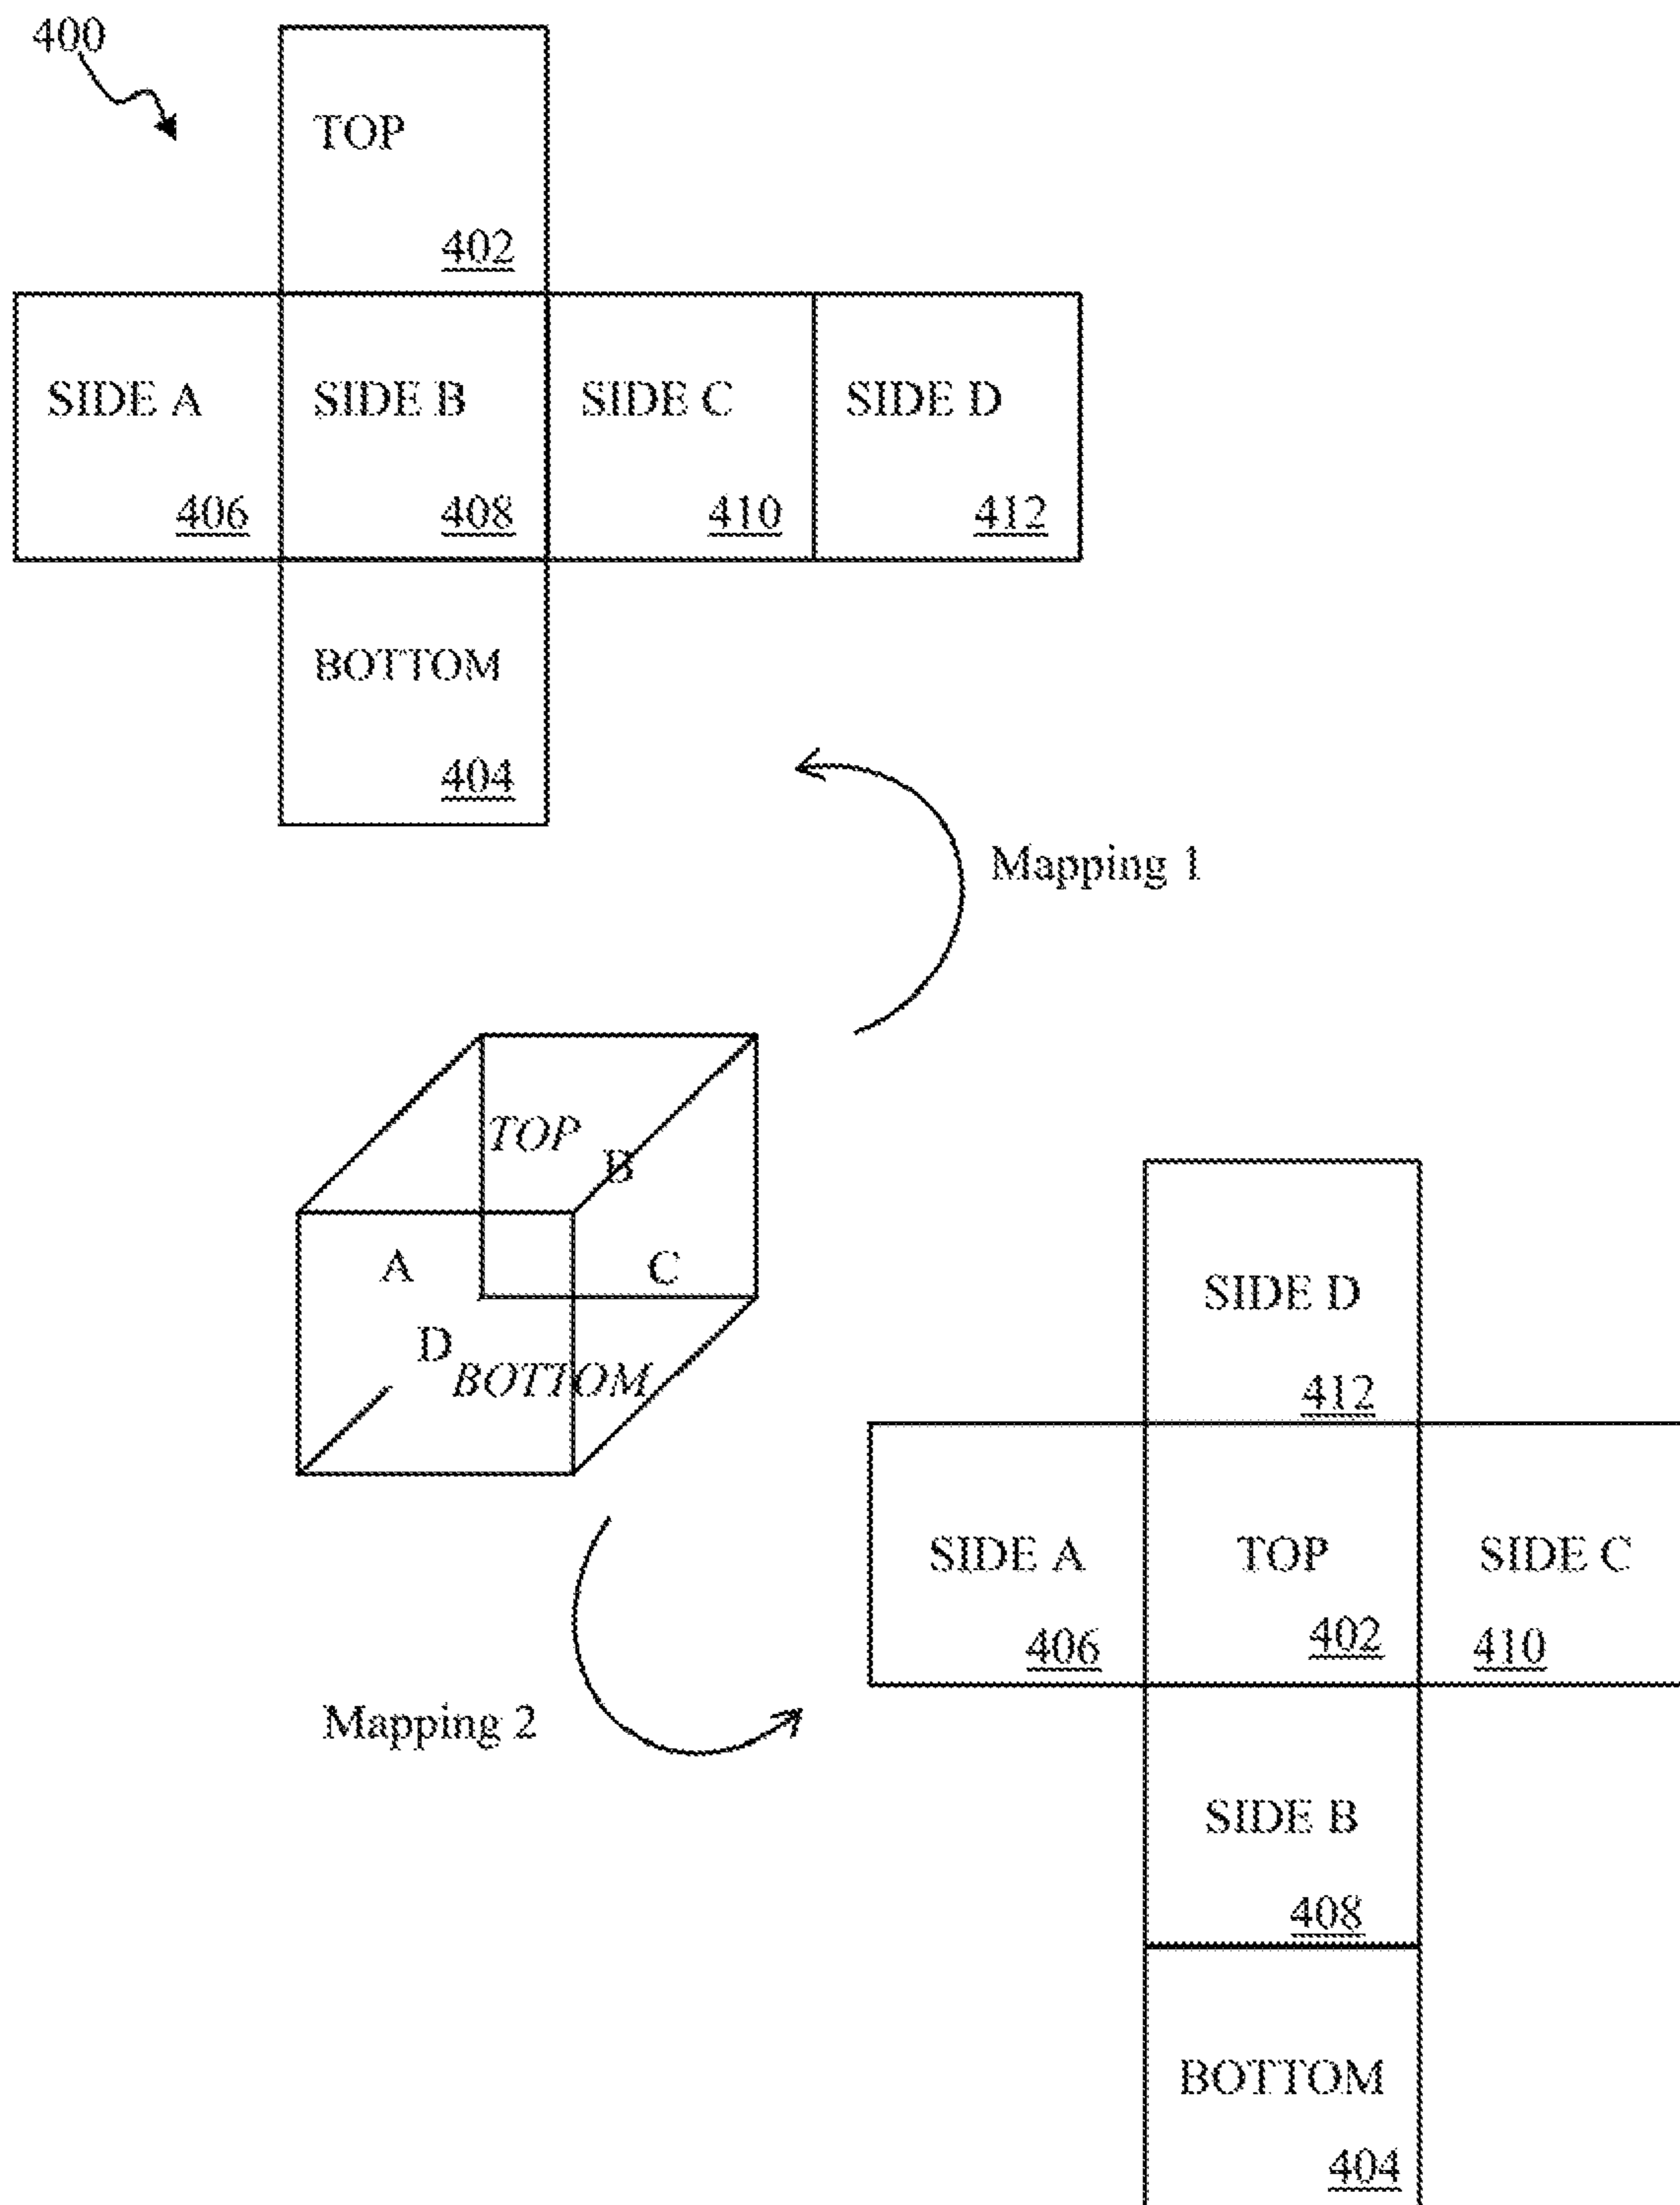 400
TOP
402
SIDE A SIDE B SIDE C SIDE D
406 408 410 412
BOTTOM
404
Mapping 1
TOP
B
A
C
D
BOTTOM
Mapping 2
SIDE D
412
SIDE A TOP SIDE C
406 402 410
SIDE B
408
BOTTOM
404